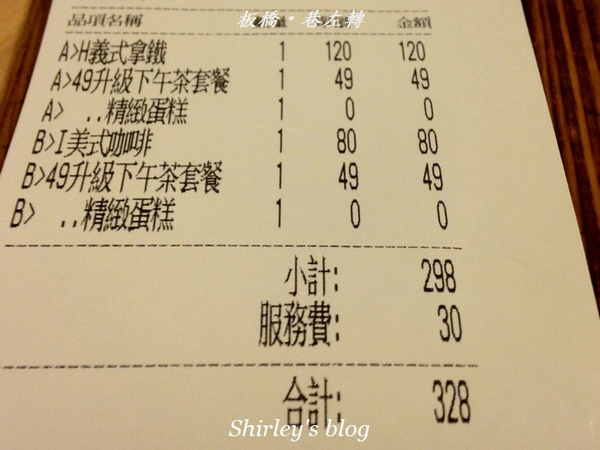 板橋・巷左轉
品項名稱 金額
A>H義式拿鐵 1 120 120
A>49升級下午茶套餐 1 49 49
A> ..精緻蛋糕 1 0 0
B>I美式咖啡 1 80 80
B>49升級下午茶套餐 1 49 49
B> ..精緻蛋糕 1 0 0
小計: 298
服務費: 30
合計: 328
Shirley's blog